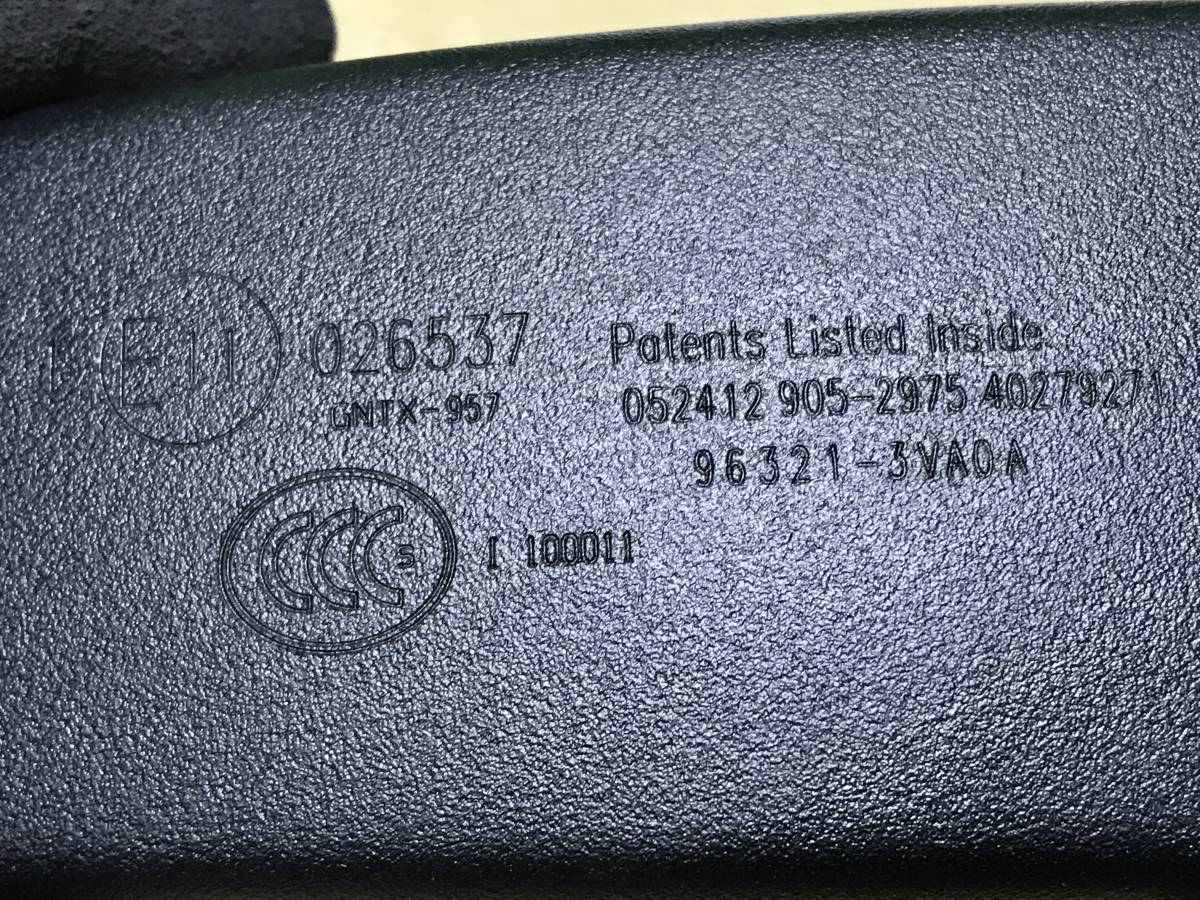 I E11 026537
GNTX-957
Patents Listed Inside.
052412 905-2975 40279271
96321-3VA0A
CCC S I 100011